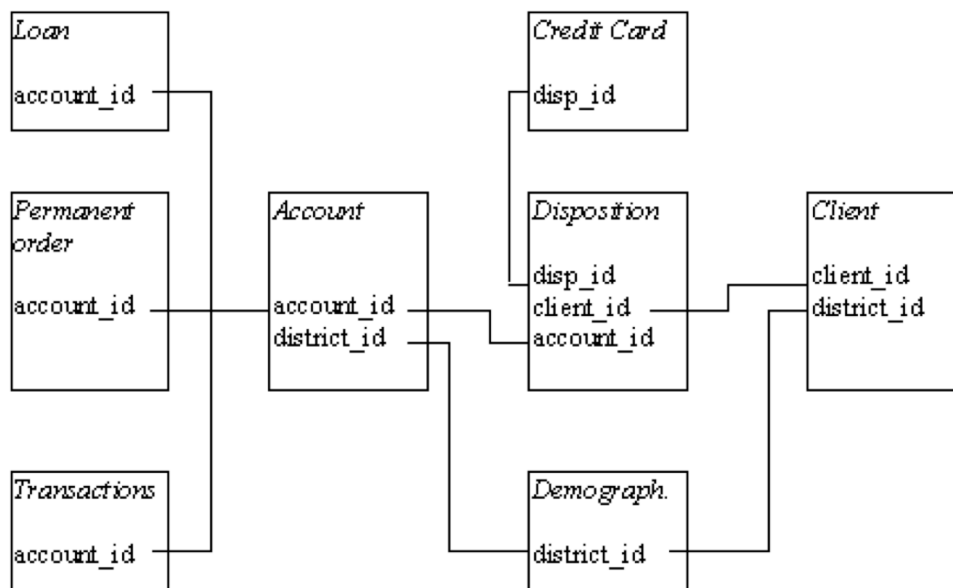 Loan
account_id
Credit Card
disp_id
Permanent
order
account_id
Account
account_id
district_id
Disposition
disp_id
client_id
account_id
Client
client_id
district_id
Transactions
account_id
Demograph.
district_id